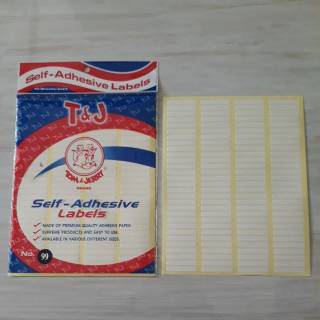 Self-Adhesive Labels
T&J
TOM & JERRY
BRAND
Self-Adhesive
Labels
✓ MADE OF PREMIUM QUALITY ADHESIVE PAPER.
✓ SUPREME PRODUCTS AND EASY TO USE.
✓ AVAILABLE IN VARIOUS DIFFERENT SIZES.
No. 99